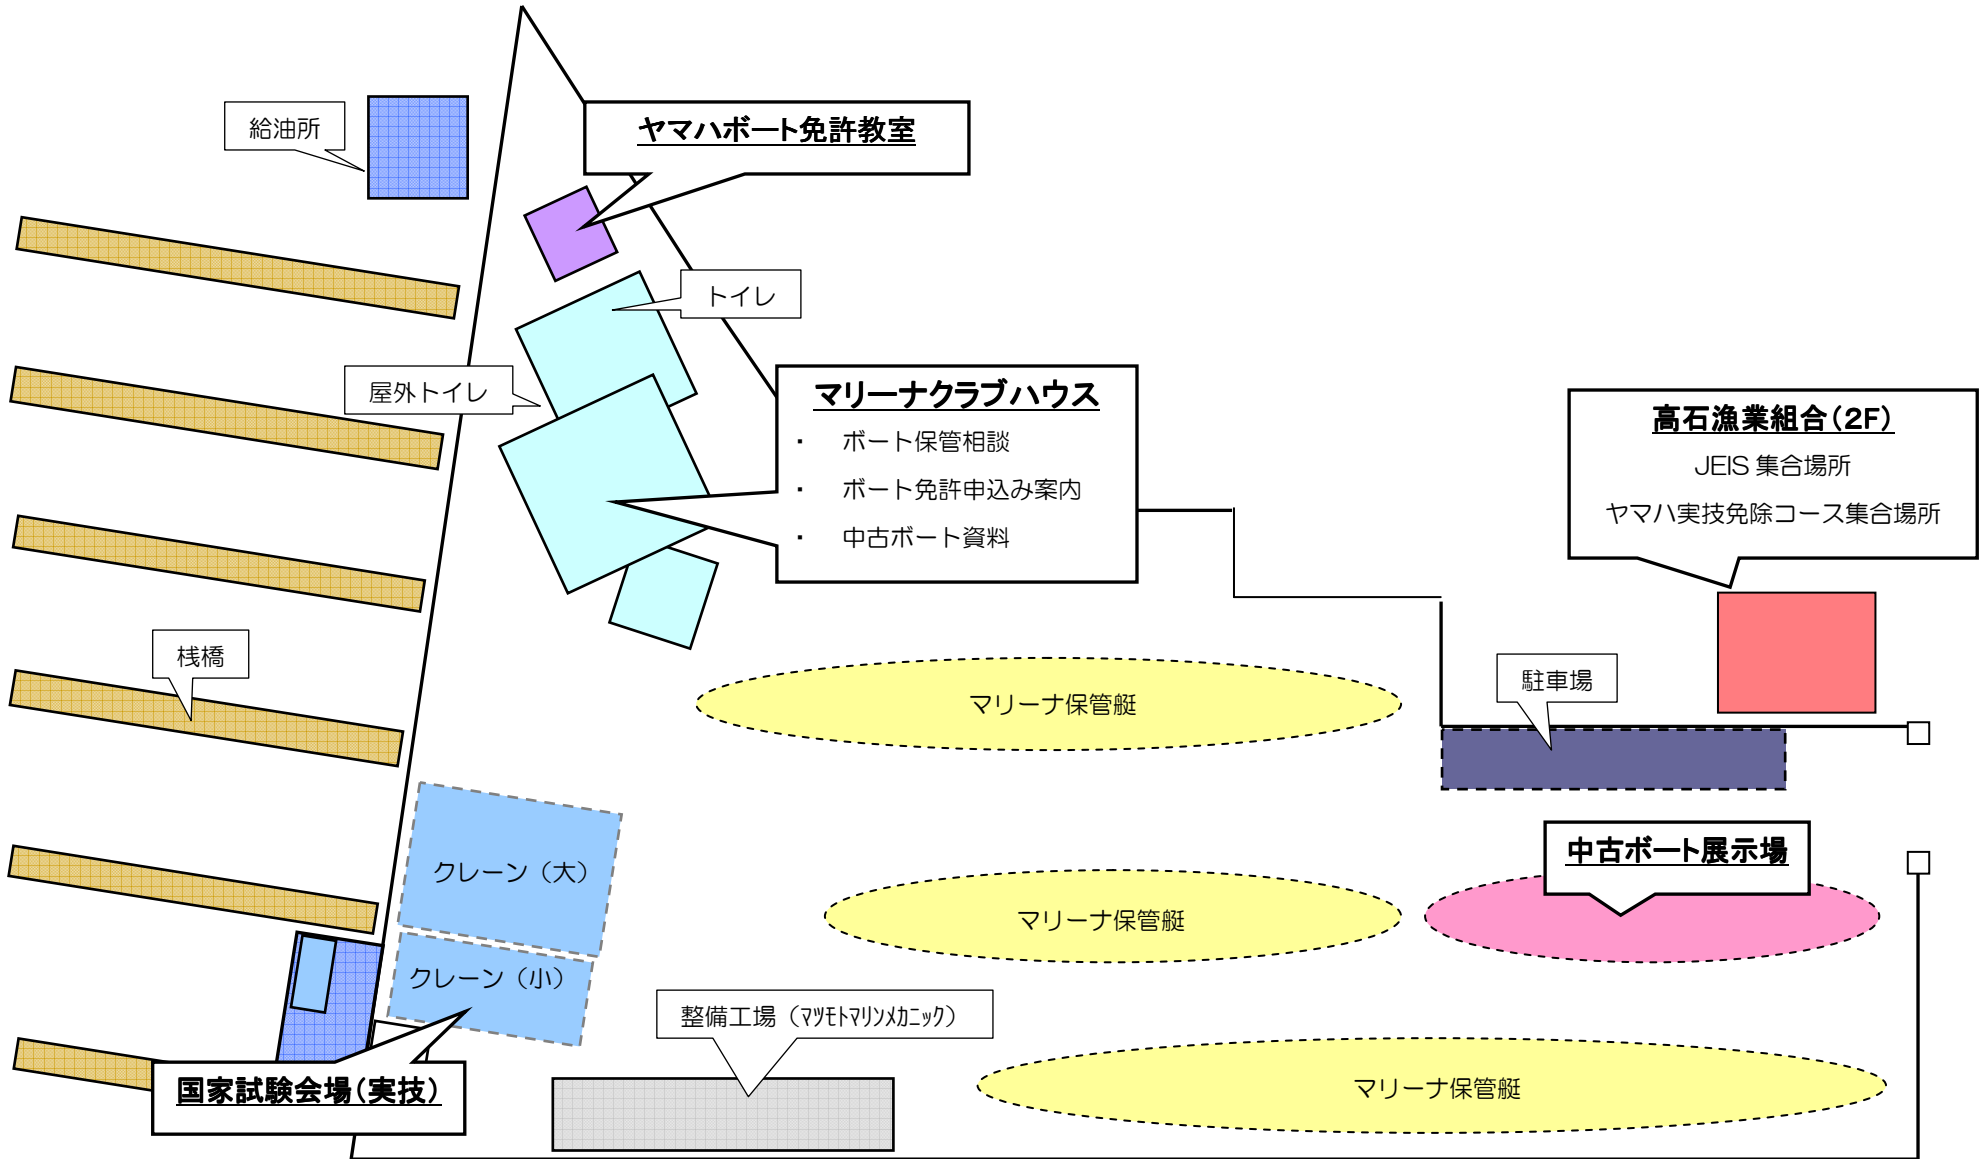 ヤマハボート免許教室
給油所
トイレ
屋外トイレ
マリーナクラブハウス
・ ボート保管相談
・ ボート免許申込み案内
・ 中古ボート資料
高石漁業組合（2F）
JEIS 集合場所
ヤマハ実技免除コース集合場所
桟橋
マリーナ保管艇
駐車場
クレーン（大）
中古ボート展示場
マリーナ保管艇
クレーン（小）
整備工場（ﾏﾂﾓﾄﾏﾘﾝﾒｶﾆｯｸ）
国家試験会場（実技）
マリーナ保管艇